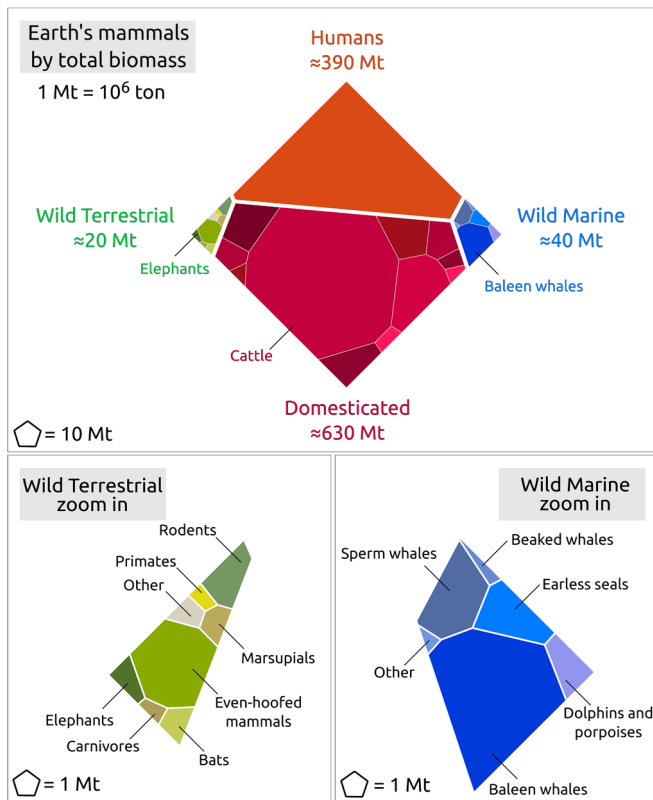 Earth's mammals
by total biomass
1 Mt = 10⁶ ton
Humans
≈390 Mt
Wild Terrestrial
≈20 Mt
Elephants
Wild Marine
≈40 Mt
Baleen whales
Cattle
Domesticated
≈630 Mt
= 10 Mt
Wild Terrestrial
zoom in
Rodents
Primates
Other
Marsupials
Even-hoofed
mammals
Elephants
Carnivores
Bats
= 1 Mt
Wild Marine
zoom in
Beaked whales
Sperm whales
Earless seals
Other
Dolphins and
porpoises
Baleen whales
= 1 Mt